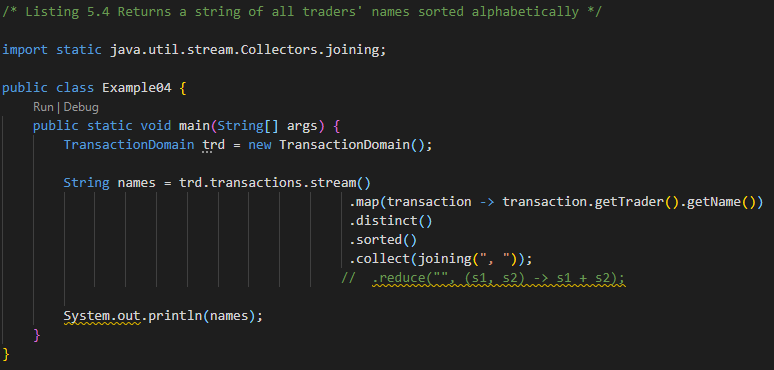 /* Listing 5.4 Returns a string of all traders' names sorted alphabetically */
import static java.util.stream.Collectors.joining;
public class Example04 {
Run | Debug
public static void main(String[] args) {
TransactionDomain trd = new TransactionDomain();
String names = trd.transactions.stream()
.map(transaction -> transaction.getTrader().getName())
.distinct()
.sorted()
.collect(joining(", "));
// .reduce("", (s1, s2) -> s1 + s2);
System.out.println(names);
}
}